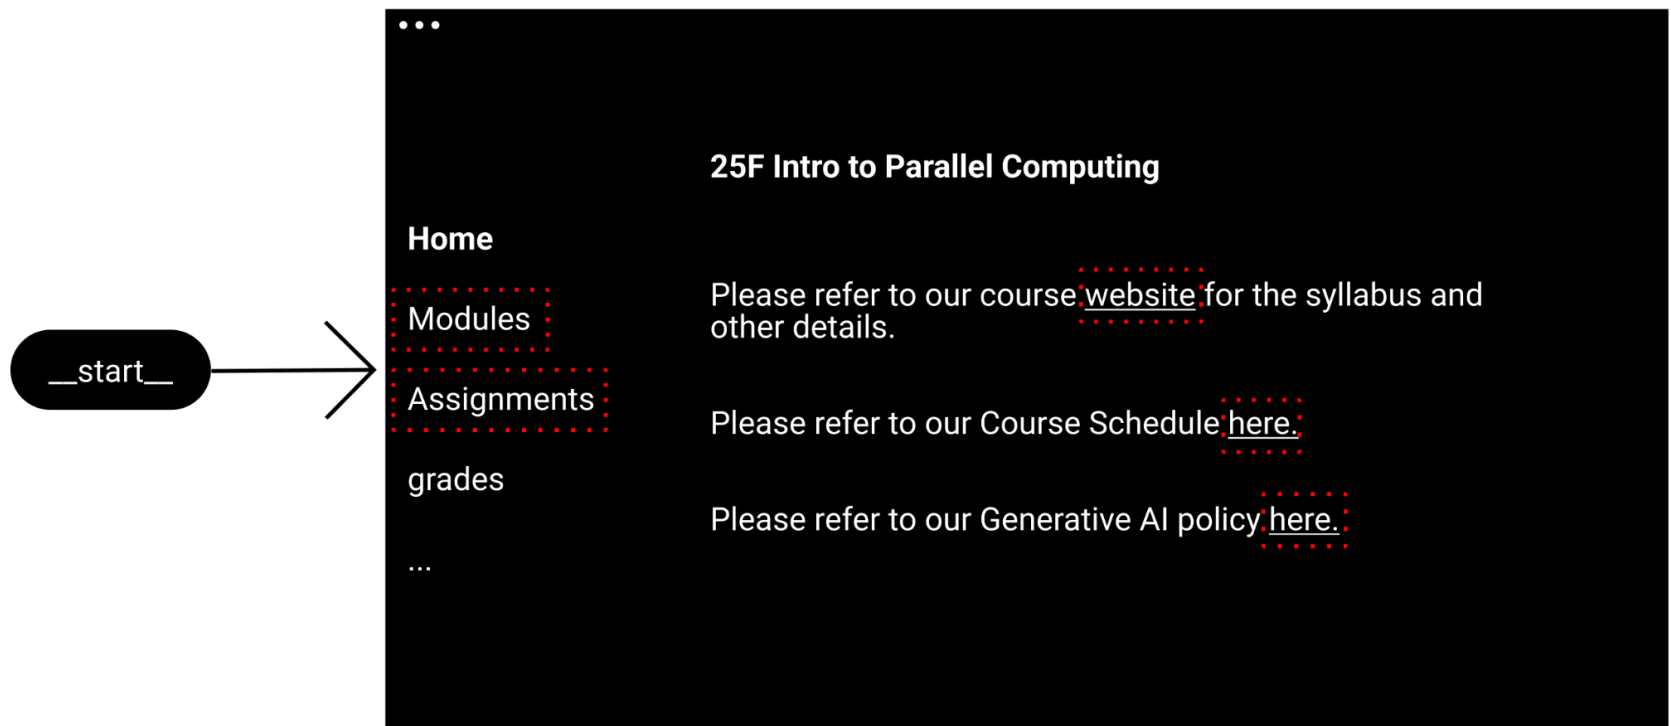 __start__
Home
Modules
Assignments
grades
...
25F Intro to Parallel Computing
Please refer to our course website for the syllabus and
other details.
Please refer to our Course Schedule here.
Please refer to our Generative AI policy here.